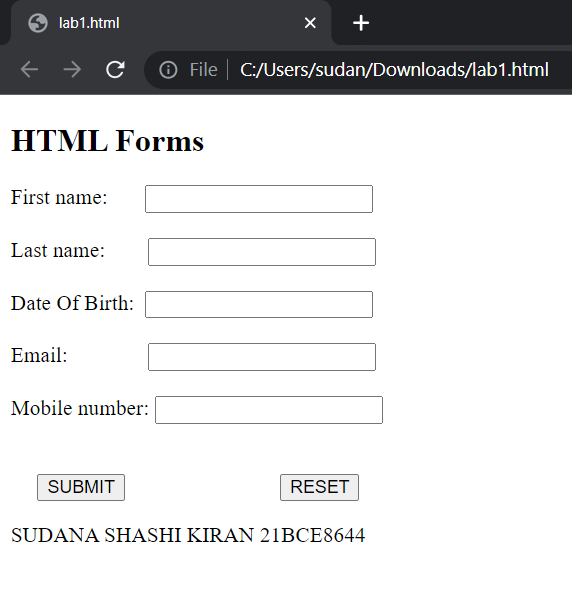 lab1.html
File C:/Users/sudan/Downloads/lab1.html
HTML Forms
First name:
Last name:
Date Of Birth:
Email:
Mobile number:
SUBMIT RESET
SUDANA SHASHI KIRAN 21BCE8644